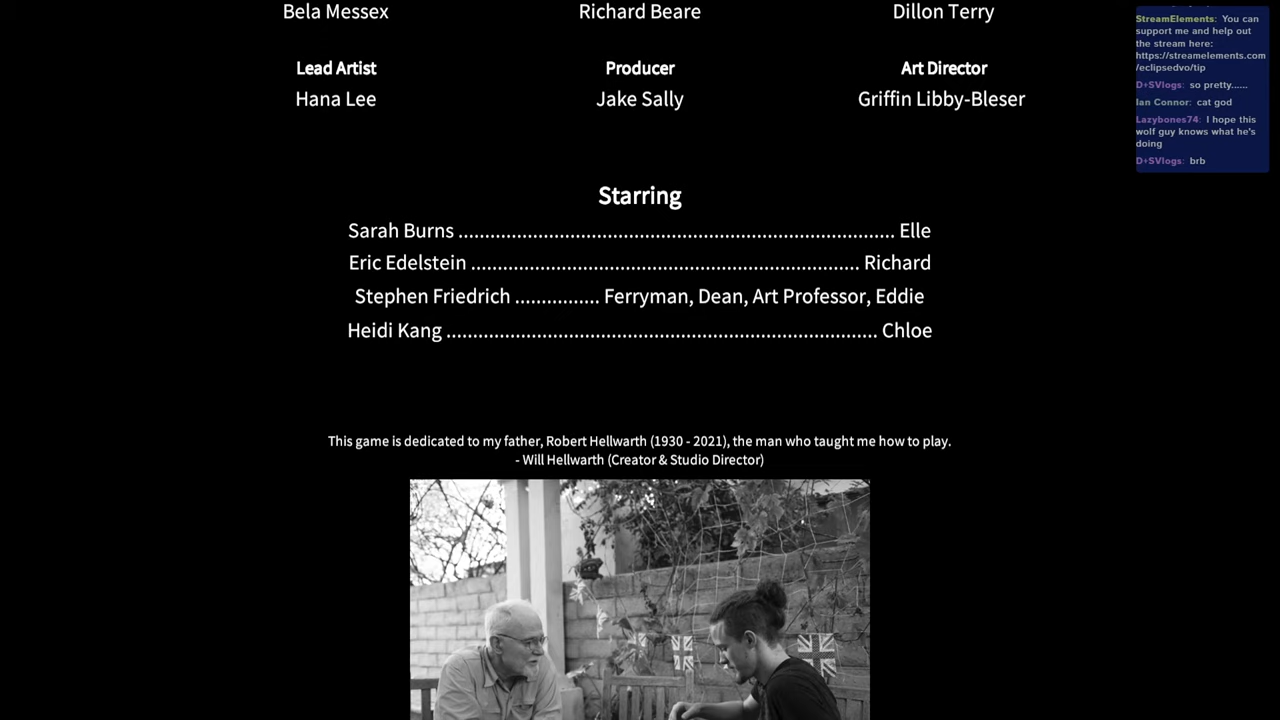 Bela Messex
Richard Beare
Dillon Terry
Lead Artist
Producer
Art Director
Hana Lee
Jake Sally
Griffin Libby-Bleser
Starring
Sarah Burns ................................................................................... Elle
Eric Edelstein .......................................................................... Richard
Stephen Friedrich ................ Ferryman, Dean, Art Professor, Eddie
Heidi Kang .................................................................................. Chloe
This game is dedicated to my father, Robert Hellwarth (1930 - 2021), the man who taught me how to play.
- Will Hellwarth (Creator & Studio Director)
StreamElements: You can
support me and help out
the stream here:
https://streamelements.com
/eclipsedvo/tip
D+SVlogs: so pretty......
Ian Connor: cat god
Lazybones74: I hope this
wolf guy knows what he's
doing
D+SVlogs: brb